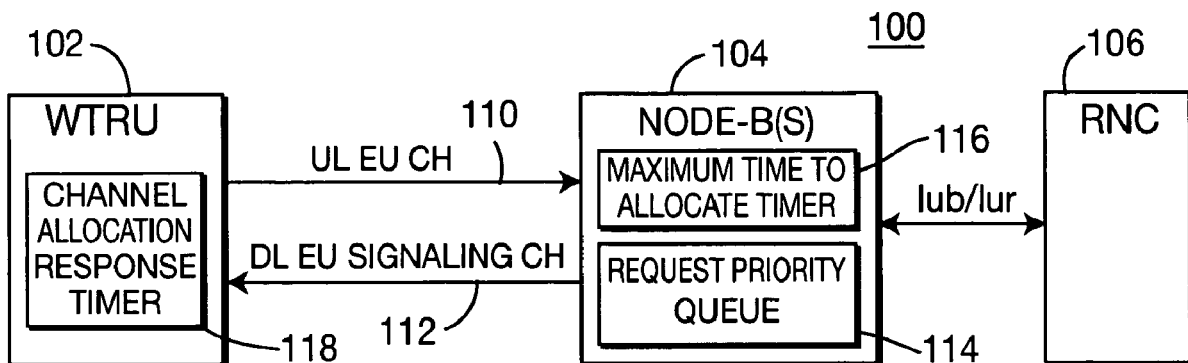 100
102
104
106
WTRU
NODE-B(S)
RNC
110
116
UL EU CH
MAXIMUM TIME TO
ALLOCATE TIMER
CHANNEL
ALLOCATION
RESPONSE
TIMER
Iub/Iur
DL EU SIGNALING CH
REQUEST PRIORITY
QUEUE
112
118
114